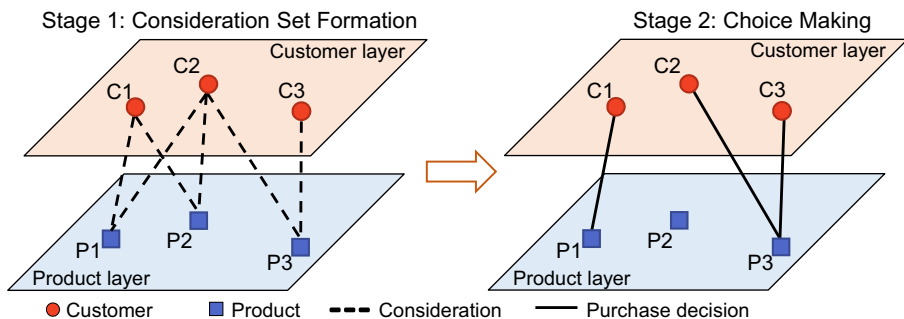 Stage 1: Consideration Set Formation
Customer layer
C1
C2
C3
P1
P2
P3
Product layer
Stage 2: Choice Making
Customer layer
C1
C2
C3
P1
P2
P3
Product layer
Customer
Product
Consideration
Purchase decision